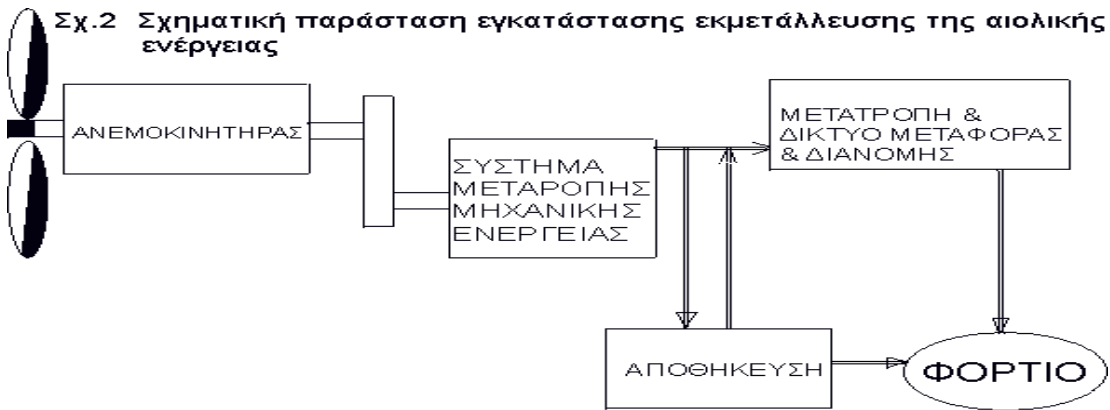 Σχ.2 Σχηματική παράσταση εγκατάστασης εκμετάλλευσης της αιολικής
ενέργειας
ΑΝΕΜΟΚΙΝΗΤΗΡΑΣ
ΣΥΣΤΗΜΑ
ΜΕΤΑΡΟΠΗΣ
ΜΗΧΑΝΙΚΗΣ
ΕΝΕΡΓΕΙΑΣ
ΜΕΤΑΤΡΟΠΗ &
ΔΙΚΤΥΟ ΜΕΤΑΦΟΡΑΣ
& ΔΙΑΝΟΜΗΣ
ΑΠΟΘΗΚΕΥΣΗ
ΦΟΡΤΙΟ